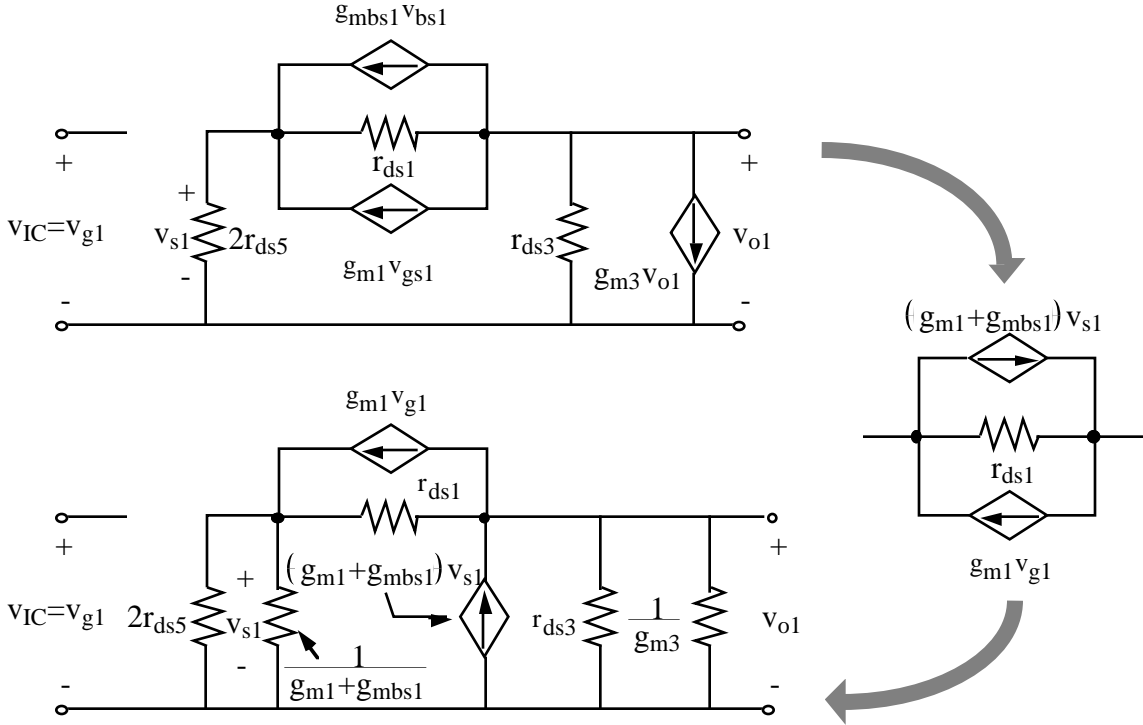 gmbs1vbs1
+
rds1
+
+
vIC=vg1
vs1
2rds5
rds3
vo1
-
gm1vgs1
gm3vo1
-
-
(gm1+gmbs1)vs1
rds1
gm1vg1
gm1vg1
rds1
+
+
(gm1+gmbs1)vs1
+
vIC=vg1
2rds5
vs1
rds3
1
gm3
vo1
-
-
1
gm1+gmbs1
-